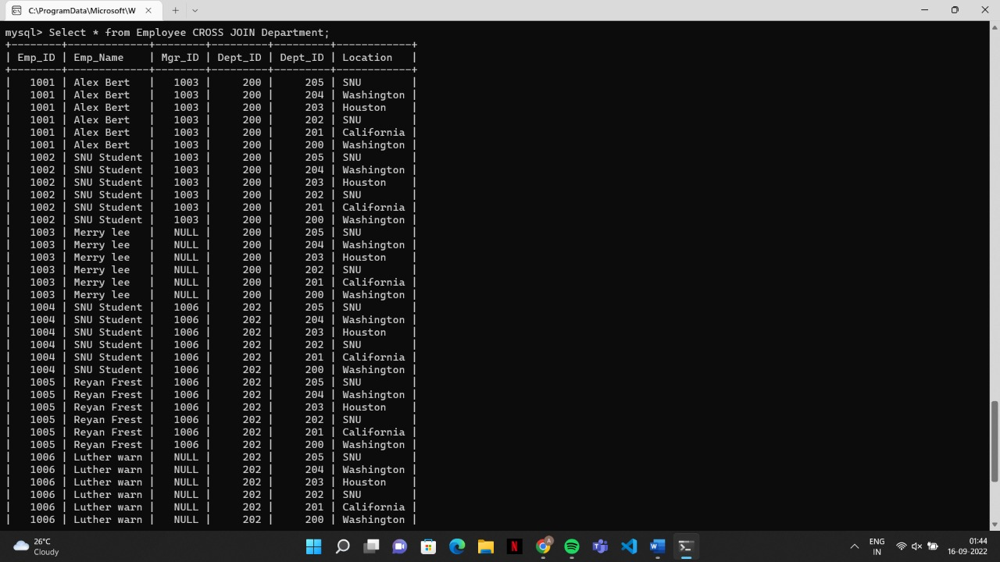 C:\ProgramData\Microsoft\W
mysql> Select * from Employee CROSS JOIN Department;
+--------+-------------+--------+---------+---------+------------+
| Emp_ID | Emp_Name    | Mgr_ID | Dept_ID | Dept_ID | Location   |
+--------+-------------+--------+---------+---------+------------+
|   1001 | Alex Bert   |   1003 |     200 |     205 | SNU        |
|   1001 | Alex Bert   |   1003 |     200 |     204 | Washington |
|   1001 | Alex Bert   |   1003 |     200 |     203 | Houston    |
|   1001 | Alex Bert   |   1003 |     200 |     202 | SNU        |
|   1001 | Alex Bert   |   1003 |     200 |     201 | California |
|   1001 | Alex Bert   |   1003 |     200 |     200 | Washington |
|   1002 | SNU Student |   1003 |     200 |     205 | SNU        |
|   1002 | SNU Student |   1003 |     200 |     204 | Washington |
|   1002 | SNU Student |   1003 |     200 |     203 | Houston    |
|   1002 | SNU Student |   1003 |     200 |     202 | SNU        |
|   1002 | SNU Student |   1003 |     200 |     201 | California |
|   1002 | SNU Student |   1003 |     200 |     200 | Washington |
|   1003 | Merry lee   |   NULL |     200 |     205 | SNU        |
|   1003 | Merry lee   |   NULL |     200 |     204 | Washington |
|   1003 | Merry lee   |   NULL |     200 |     203 | Houston    |
|   1003 | Merry lee   |   NULL |     200 |     202 | SNU        |
|   1003 | Merry lee   |   NULL |     200 |     201 | California |
|   1003 | Merry lee   |   NULL |     200 |     200 | Washington |
|   1004 | SNU Student |   1006 |     202 |     205 | SNU        |
|   1004 | SNU Student |   1006 |     202 |     204 | Washington |
|   1004 | SNU Student |   1006 |     202 |     203 | Houston    |
|   1004 | SNU Student |   1006 |     202 |     202 | SNU        |
|   1004 | SNU Student |   1006 |     202 |     201 | California |
|   1004 | SNU Student |   1006 |     202 |     200 | Washington |
|   1005 | Reyan Frest |   1006 |     202 |     205 | SNU        |
|   1005 | Reyan Frest |   1006 |     202 |     204 | Washington |
|   1005 | Reyan Frest |   1006 |     202 |     203 | Houston    |
|   1005 | Reyan Frest |   1006 |     202 |     202 | SNU        |
|   1005 | Reyan Frest |   1006 |     202 |     201 | California |
|   1005 | Reyan Frest |   1006 |     202 |     200 | Washington |
|   1006 | Luther warn |   NULL |     202 |     205 | SNU        |
|   1006 | Luther warn |   NULL |     202 |     204 | Washington |
|   1006 | Luther warn |   NULL |     202 |     203 | Houston    |
|   1006 | Luther warn |   NULL |     202 |     202 | SNU        |
|   1006 | Luther warn |   NULL |     202 |     201 | California |
|   1006 | Luther warn |   NULL |     202 |     200 | Washington |
26°C
Cloudy
ENG
IN
01:44
16-09-2022